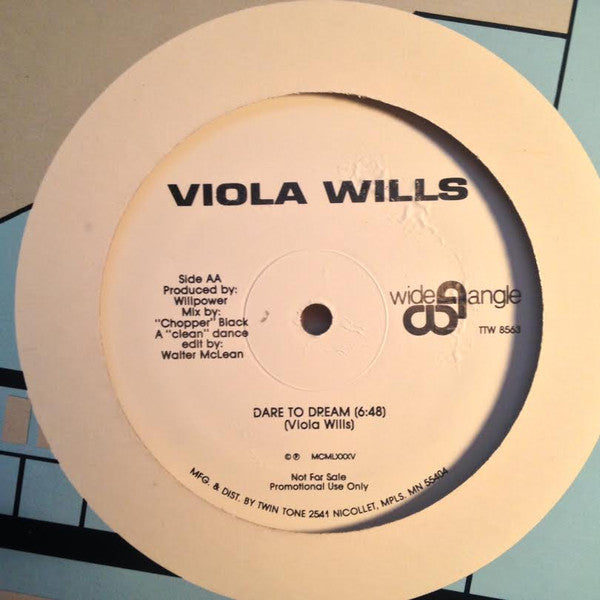 VIOLA WILLS
Side AA
Produced by:
Willpower
Mix by:
"Chopper" Black
A "clean" dance
edit by:
Walter McLean
wide angle
TTW 8563
DARE TO DREAM (6:48)
(Viola Wills)
© ℗ MCMLXXXV
Not For Sale
Promotional Use Only
MFG. & DIST. BY TWIN TONE 2541 NICOLLET, MPLS. MN 55404